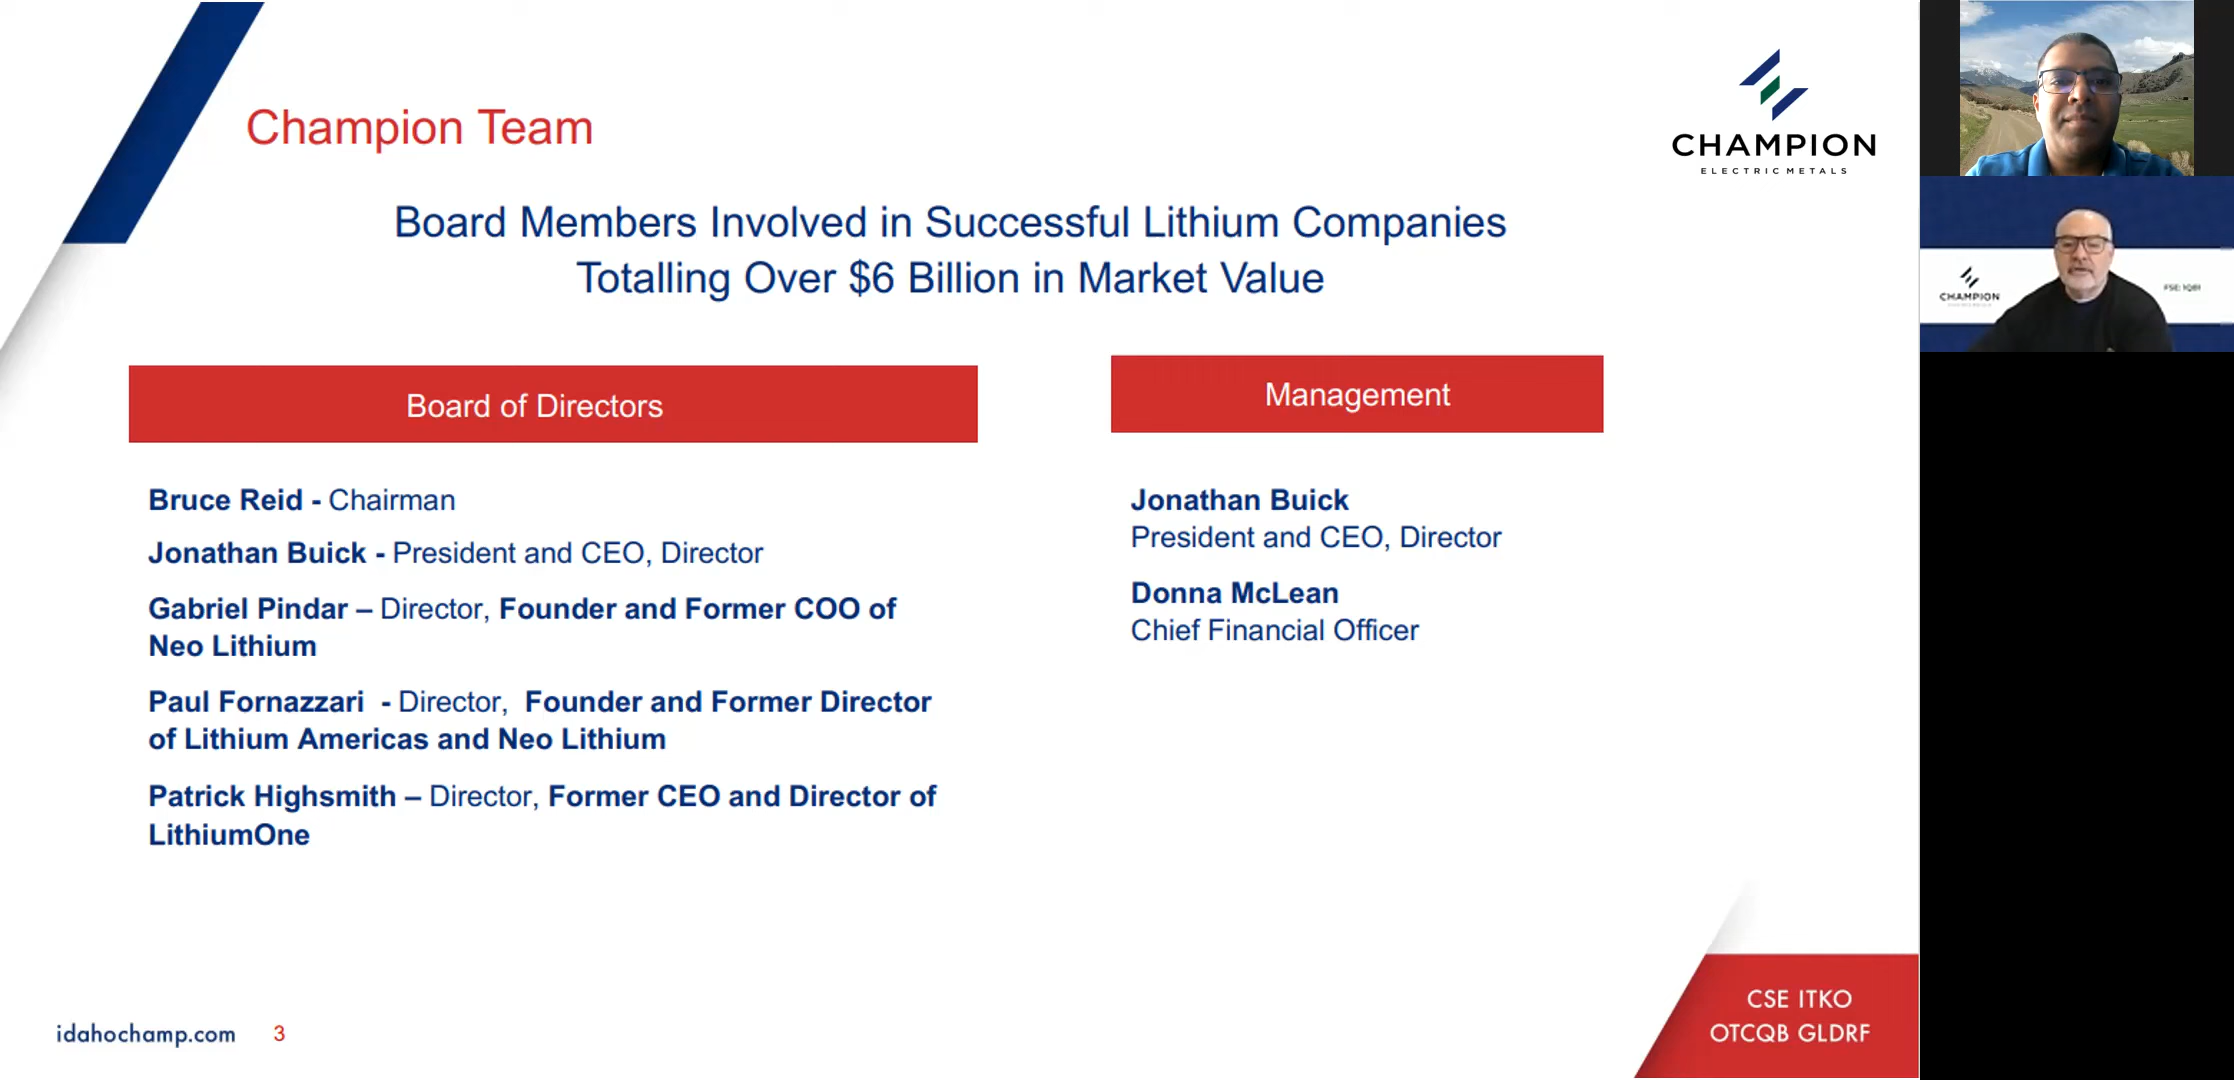 Champion Team
CHAMPION
ELECTRIC METALS
Board Members Involved in Successful Lithium Companies
Totalling Over $6 Billion in Market Value
Board of Directors
Bruce Reid - Chairman
Jonathan Buick - President and CEO, Director
Gabriel Pindar – Director, Founder and Former COO of
Neo Lithium
Paul Fornazzari - Director, Founder and Former Director
of Lithium Americas and Neo Lithium
Patrick Highsmith – Director, Former CEO and Director of
LithiumOne
Management
Jonathan Buick
President and CEO, Director
Donna McLean
Chief Financial Officer
idahochamp.com 3
CSE ITKO
OTCQB GLDRF
CHAMPION